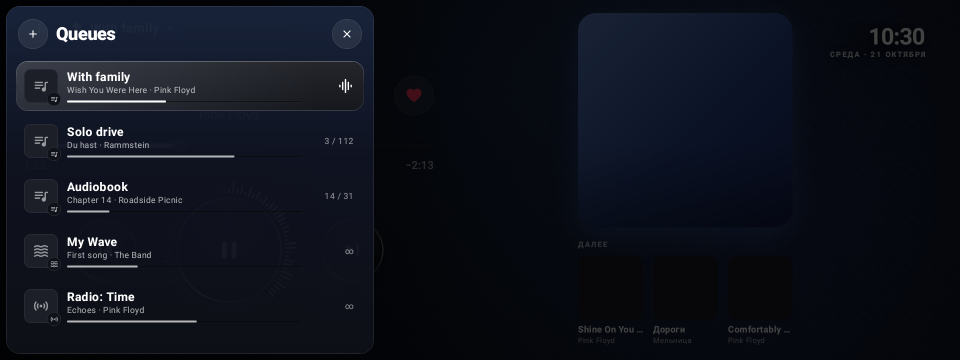 Queues
With family
Wish You Were Here · Pink Floyd
Solo drive
Du hast · Rammstein
3 / 112
Audiobook
Chapter 14 · Roadside Picnic
14 / 31
My Wave
First song · The Band
∞
Radio: Time
Echoes · Pink Floyd
∞
-2:13
10:30
СРЕДА · 21 ОКТЯБРЯ
ДАЛЕЕ
Shine On You ...
Pink Floyd
Дороги
Мельница
Comfortably ...
Pink Floyd